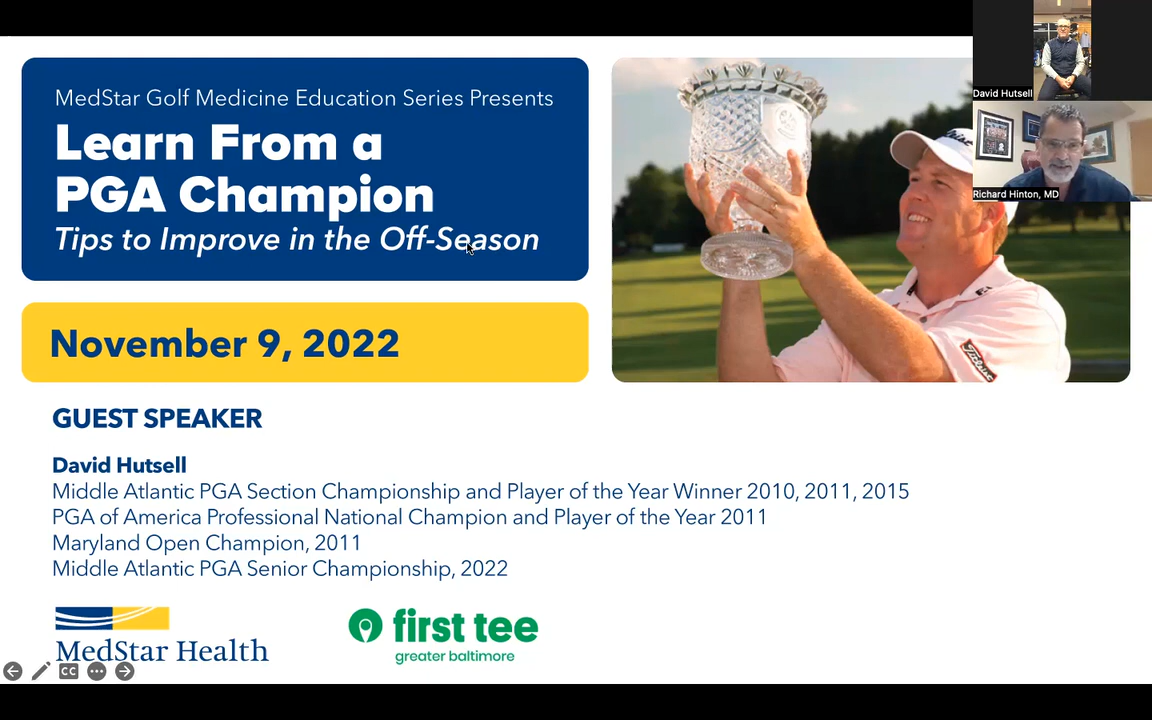 MedStar Golf Medicine Education Series Presents
Learn From a
PGA Champion
Tips to Improve in the Off-Season
November 9, 2022
GUEST SPEAKER
David Hutsell
Middle Atlantic PGA Section Championship and Player of the Year Winner 2010, 2011, 2015
PGA of America Professional National Champion and Player of the Year 2011
Maryland Open Champion, 2011
Middle Atlantic PGA Senior Championship, 2022
MedStar Health
first tee
greater baltimore
CC
David Hutsell
Richard Hinton, MD
Titleist